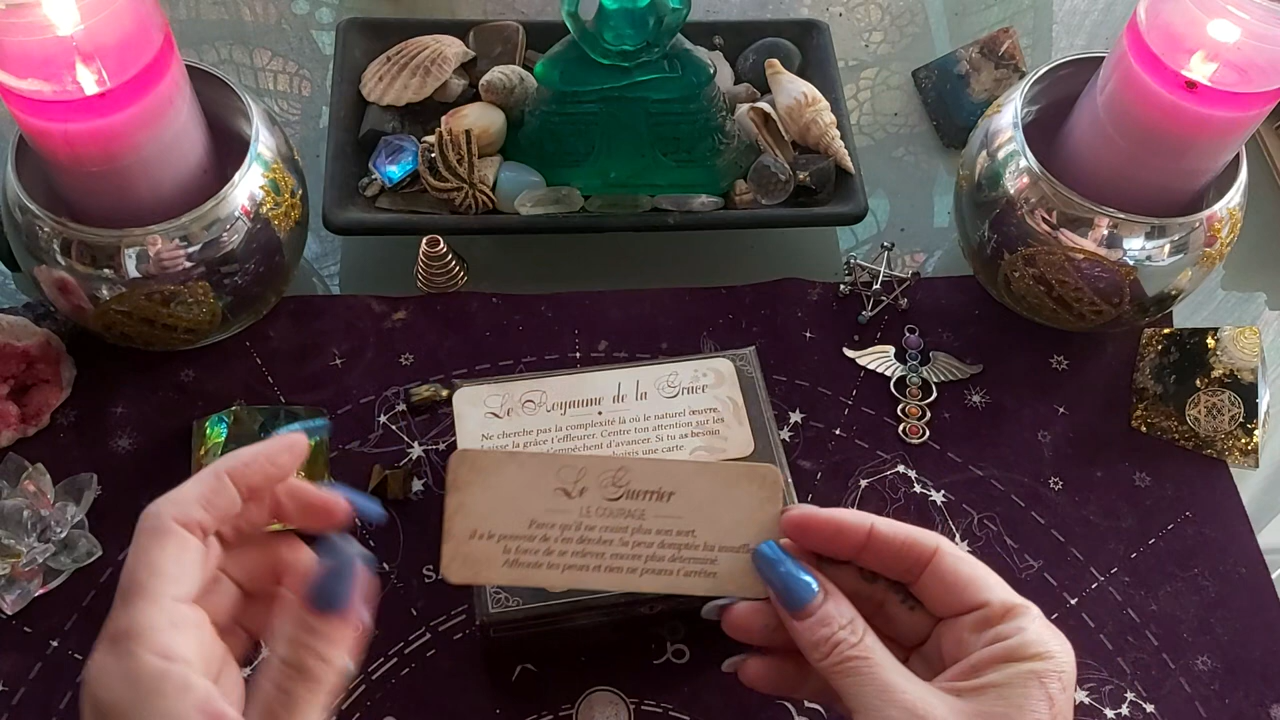 Le Royaume de la Grâce
Ne cherche pas la complexité là où le naturel œuvre.
Laisse la grâce t'effleurer. Centre ton attention sur les
t'empêchent d'avancer. Si tu as besoin
choisis une carte.
Le Guerrier
LE COURAGE
Parce qu'il ne craint plus son sort,
il a le pouvoir de s'en dérober. Sa peur domptée lui insuffle
la force de se relever, encore plus déterminé.
Affronte tes peurs et rien ne pourra t'arrêter.